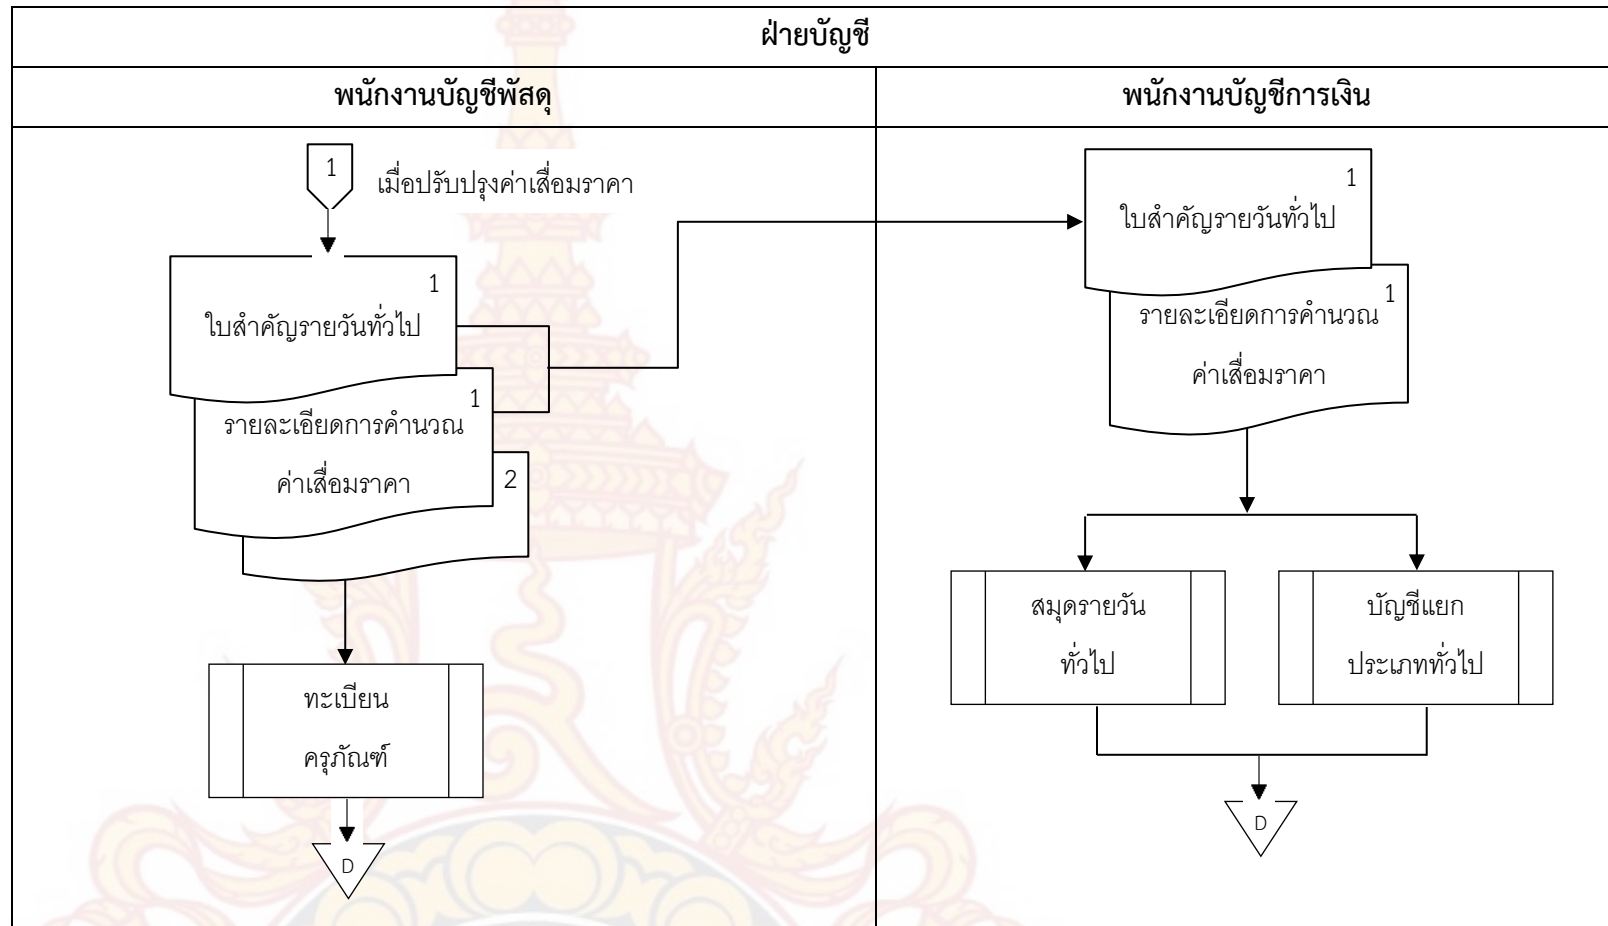 ฝ่ายบัญชี
พนักงานบัญชีพัสดุ
พนักงานบัญชีการเงิน
1
เมื่อปรับปรุงค่าเสื่อมราคา
1
ใบสำคัญรายวันทั่วไป
1
รายละเอียดการคำนวณ
ค่าเสื่อมราคา
2
ทะเบียน
ครุภัณฑ์
D
1
ใบสำคัญรายวันทั่วไป
1
รายละเอียดการคำนวณ
ค่าเสื่อมราคา
สมุดรายวัน
ทั่วไป
บัญชีแยก
ประเภททั่วไป
D